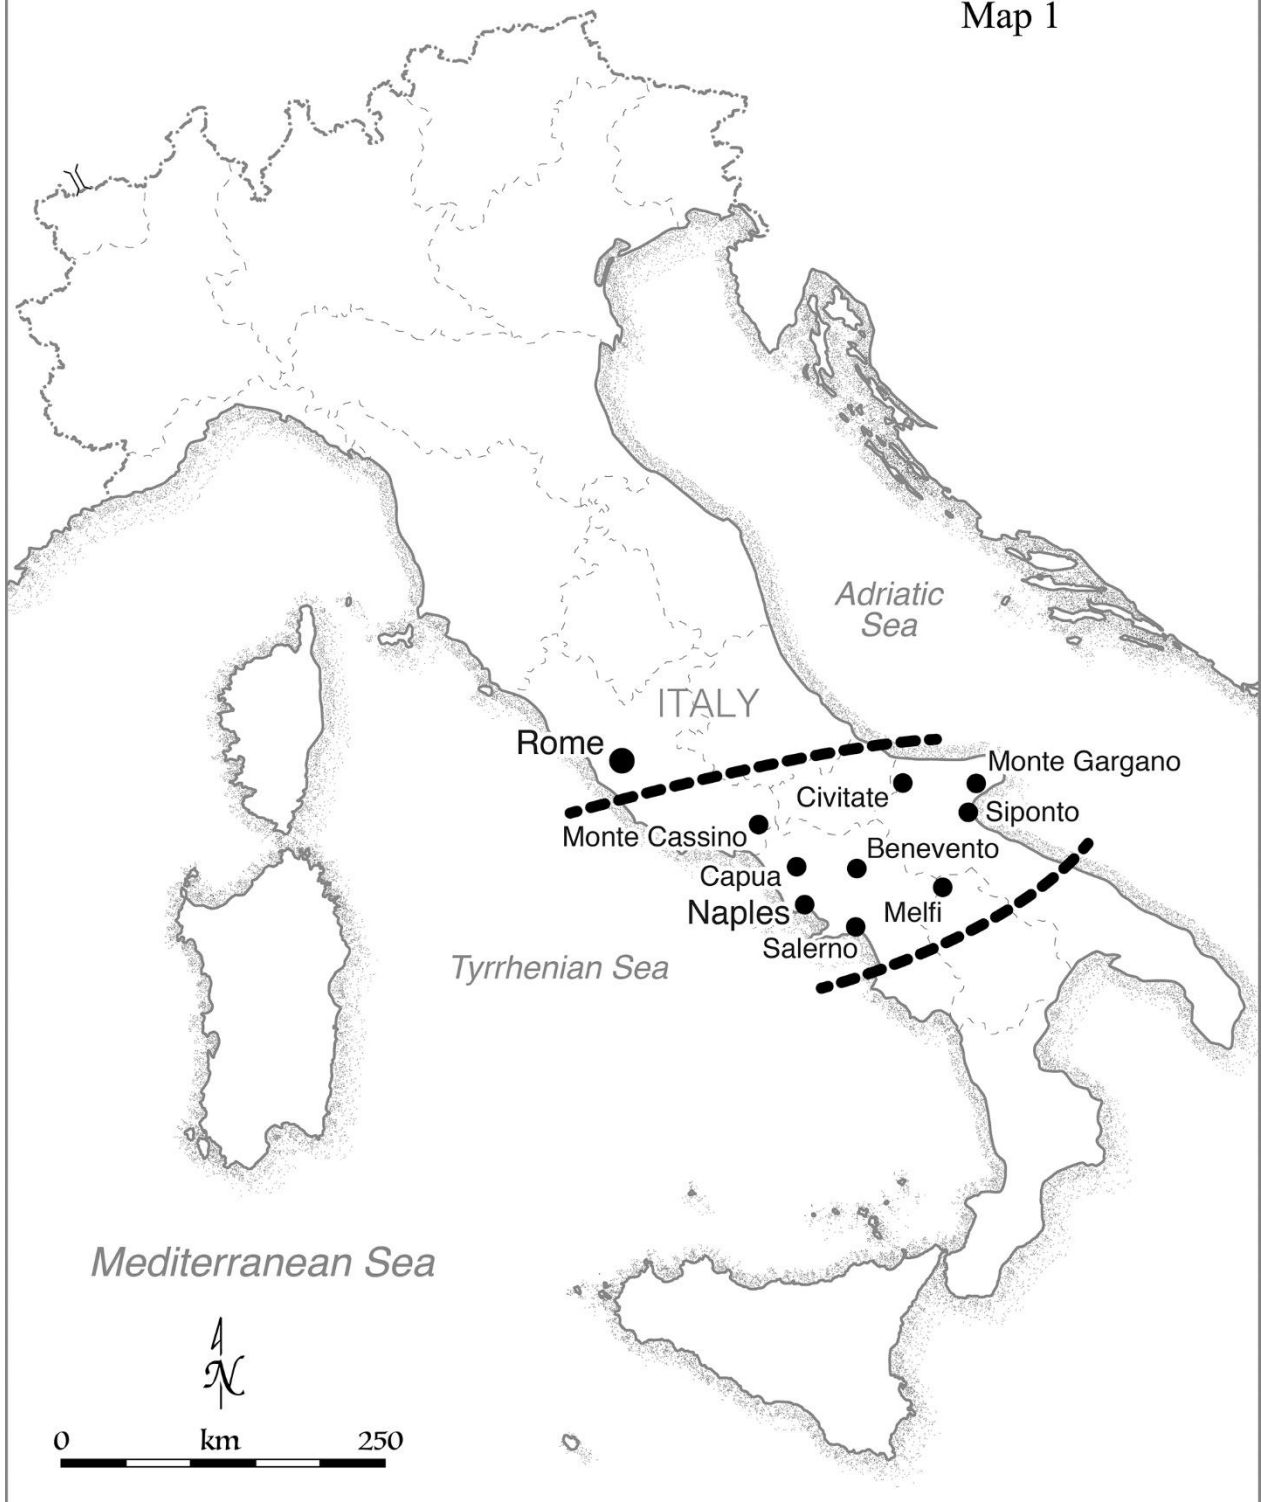 Map 1
Adriatic
Sea
ITALY
Rome
Monte Gargano
Civitate
Siponto
Monte Cassino
Benevento
Capua
Melfi
Naples
Salerno
Tyrrhenian Sea
Mediterranean Sea
N
0 km 250